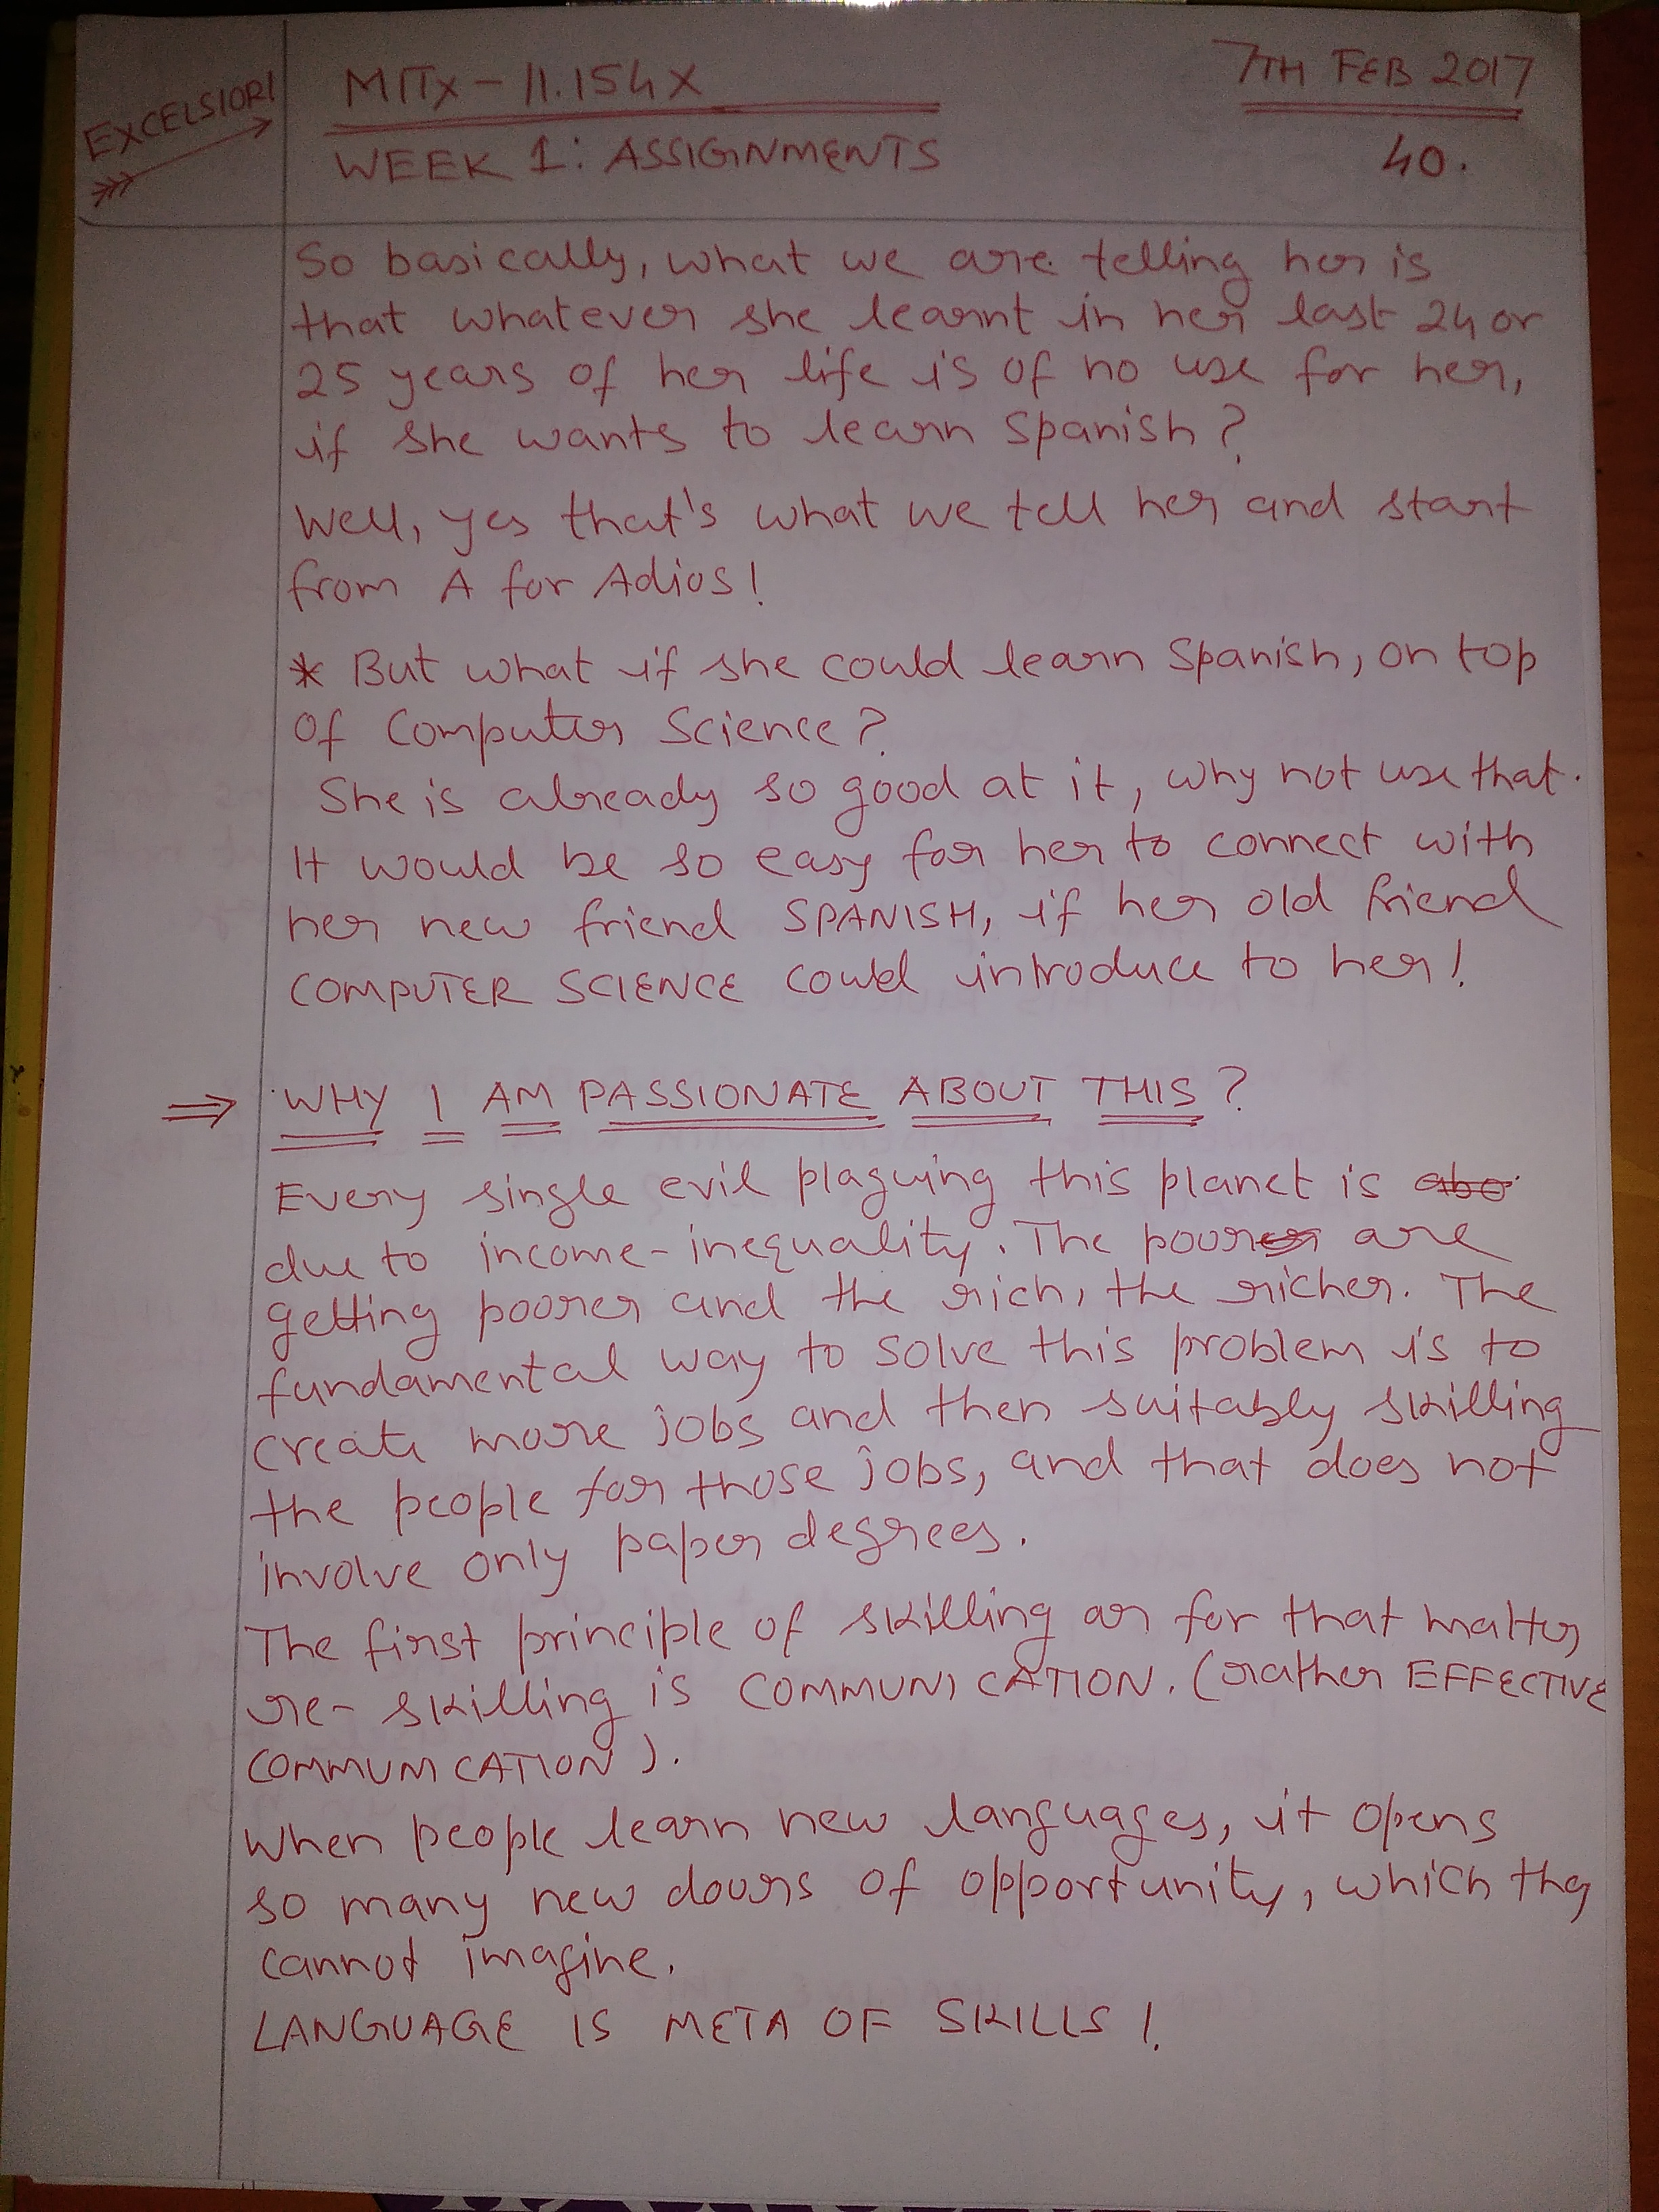 EXCELSIOR!
MITx - 11.154x
7TH FEB 2017
WEEK 1: ASSIGNMENTS
40.
So basically, what we are telling her is
that whatever she learnt in her last 24 or
25 years of her life is of no use for her,
if she wants to learn Spanish?
Well, yes that's what we tell her and start
from A for Adios!
* But what if she could learn Spanish, on top
of Computer Science?
She is already so good at it, why not use that.
It would be so easy for her to connect with
her new friend SPANISH, if her old friend
COMPUTER SCIENCE could introduce to her!
⇒ WHY I AM PASSIONATE ABOUT THIS?
Every single evil plaguing this planet is abo
due to income-inequality. The poorer are
getting poorer and the rich, the richer. The
fundamental way to solve this problem is to
create more jobs and then suitably skilling
the people for those jobs, and that does not
involve only paper degrees.
The first principle of skilling or for that matter
re-skilling is COMMUNICATION. (rather EFFECTIVE
COMMUNICATION).
When people learn new languages, it opens
so many new doors of opportunity, which they
cannot imagine.
LANGUAGE IS META OF SKILLS!